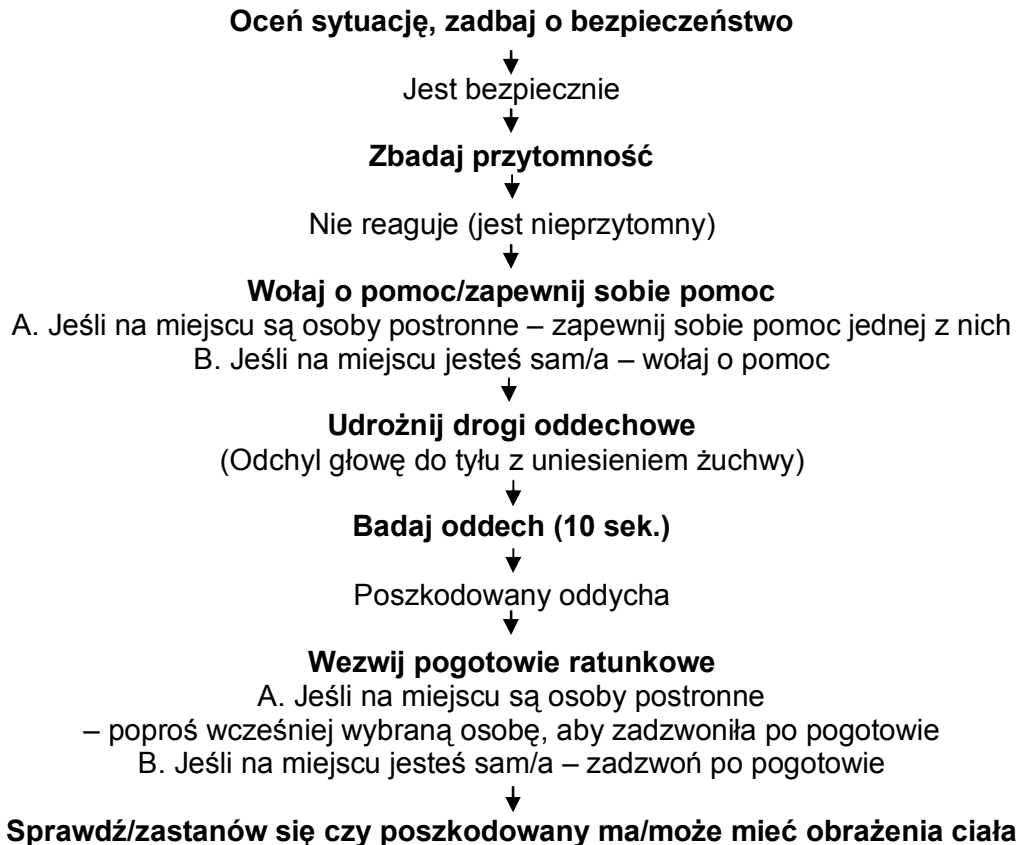 Oceń sytuację, zadbaj o bezpieczeństwo
Jest bezpiecznie
Zbadaj przytomność
Nie reaguje (jest nieprzytomny)
Wołaj o pomoc/zapewnij sobie pomoc
A. Jeśli na miejscu są osoby postronne – zapewnij sobie pomoc jednej z nich
B. Jeśli na miejscu jesteś sam/a – wołaj o pomoc
Udrożnij drogi oddechowe
(Odchyl głowę do tyłu z uniesieniem żuchwy)
Badaj oddech (10 sek.)
Poszkodowany oddycha
Wezwij pogotowie ratunkowe
A. Jeśli na miejscu są osoby postronne
– poproś wcześniej wybraną osobę, aby zadzwoniła po pogotowie
B. Jeśli na miejscu jesteś sam/a – zadzwoń po pogotowie
Sprawdź/zastanów się czy poszkodowany ma/może mieć obrażenia ciała